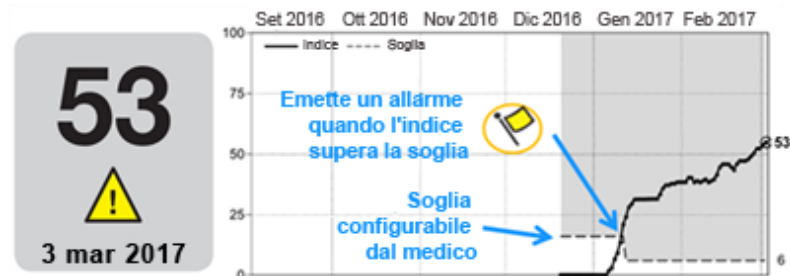 53
!
3 mar 2017
Set 2016 Ott 2016 Nov 2016 Dic 2016 Gen 2017 Feb 2017
100
Indice Soglia
75
Emette un allarme
quando l'indice
supera la soglia
50
53
Soglia
configurabile
dal medico
25
6
0